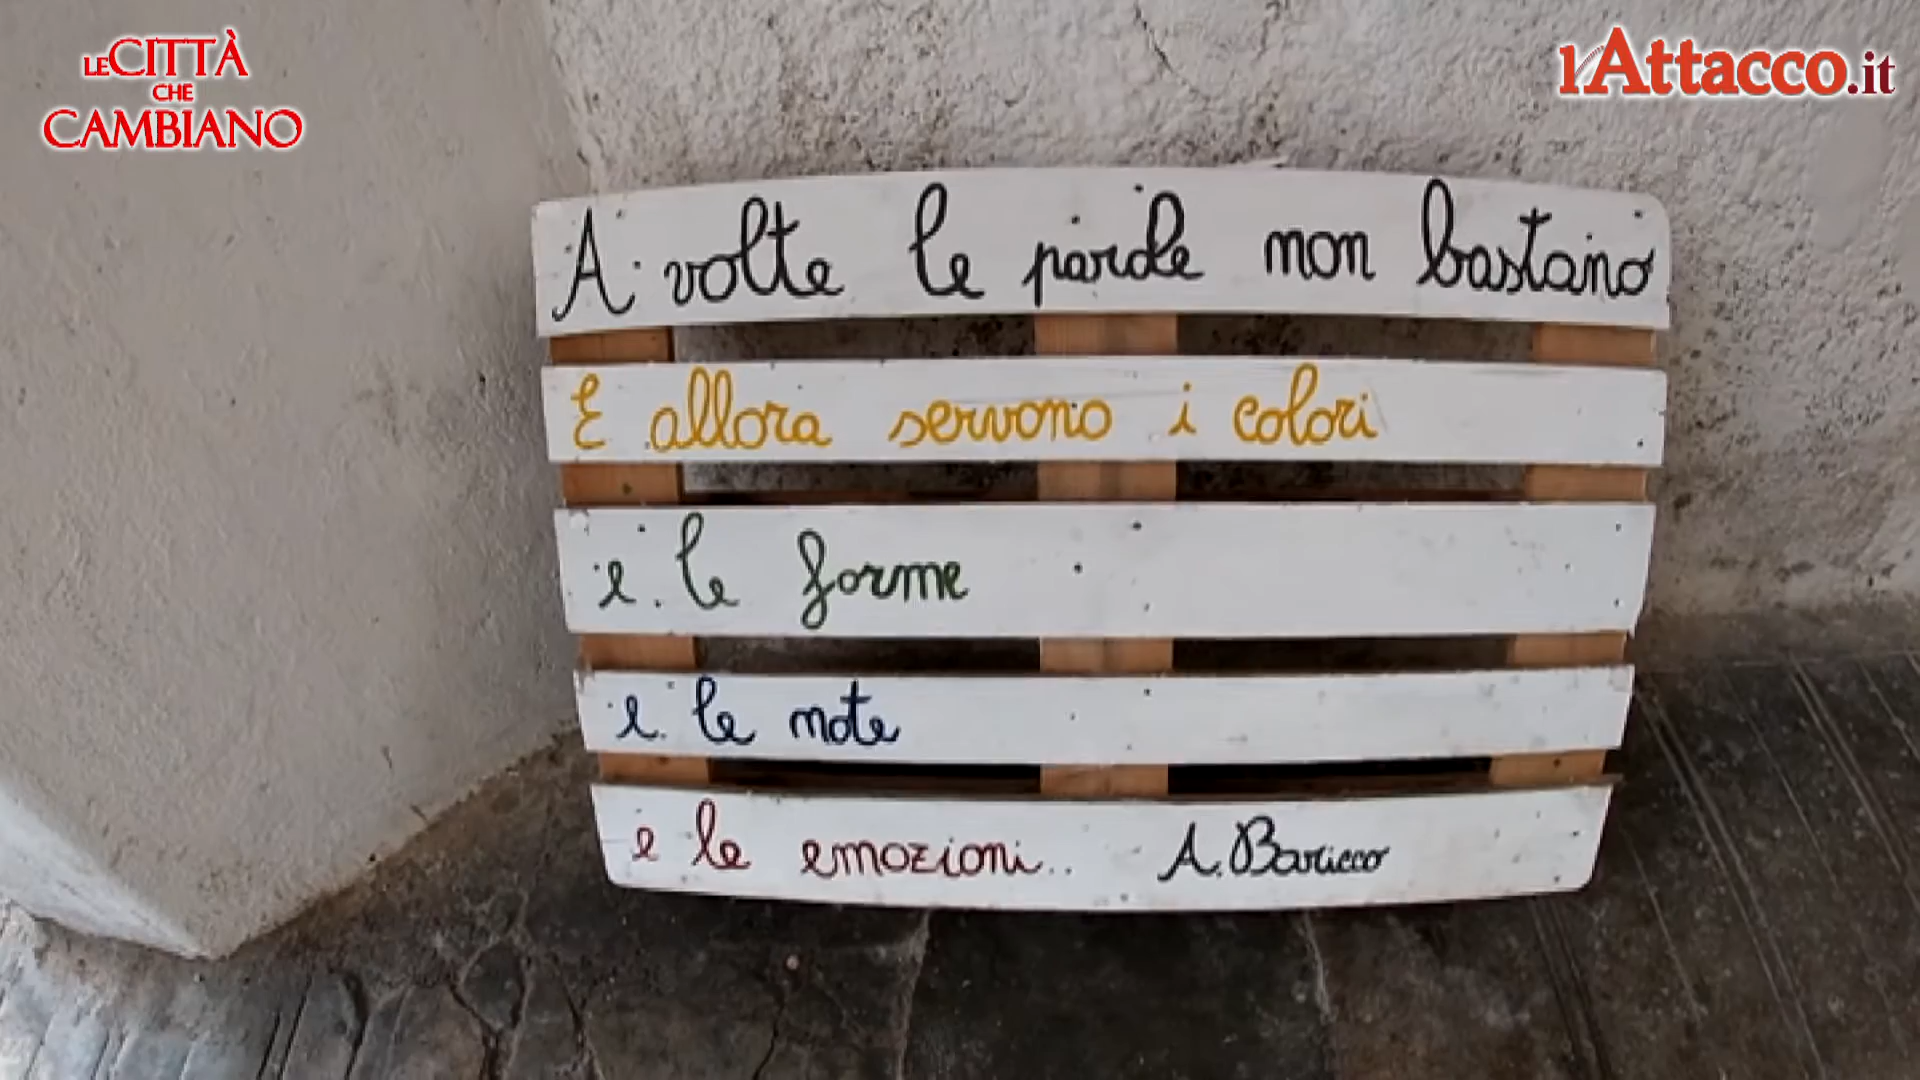 LE CITTÀ
CHE
CAMBIANO
l'Attacco.it
A volte le parole non bastano
E allora servono i colori
e le forme
e le note
e le emozioni.. A. Baricco